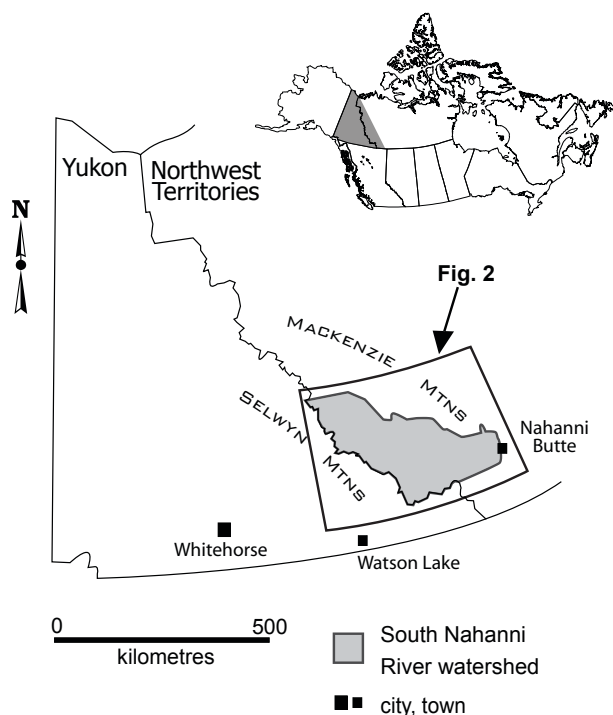 Yukon
Northwest
Territories
N
Fig. 2
MACKENZIE
MTNS
SELWYN
MTNS
Nahanni
Butte
Whitehorse
Watson Lake
0 500
kilometres
South Nahanni
River watershed
city, town